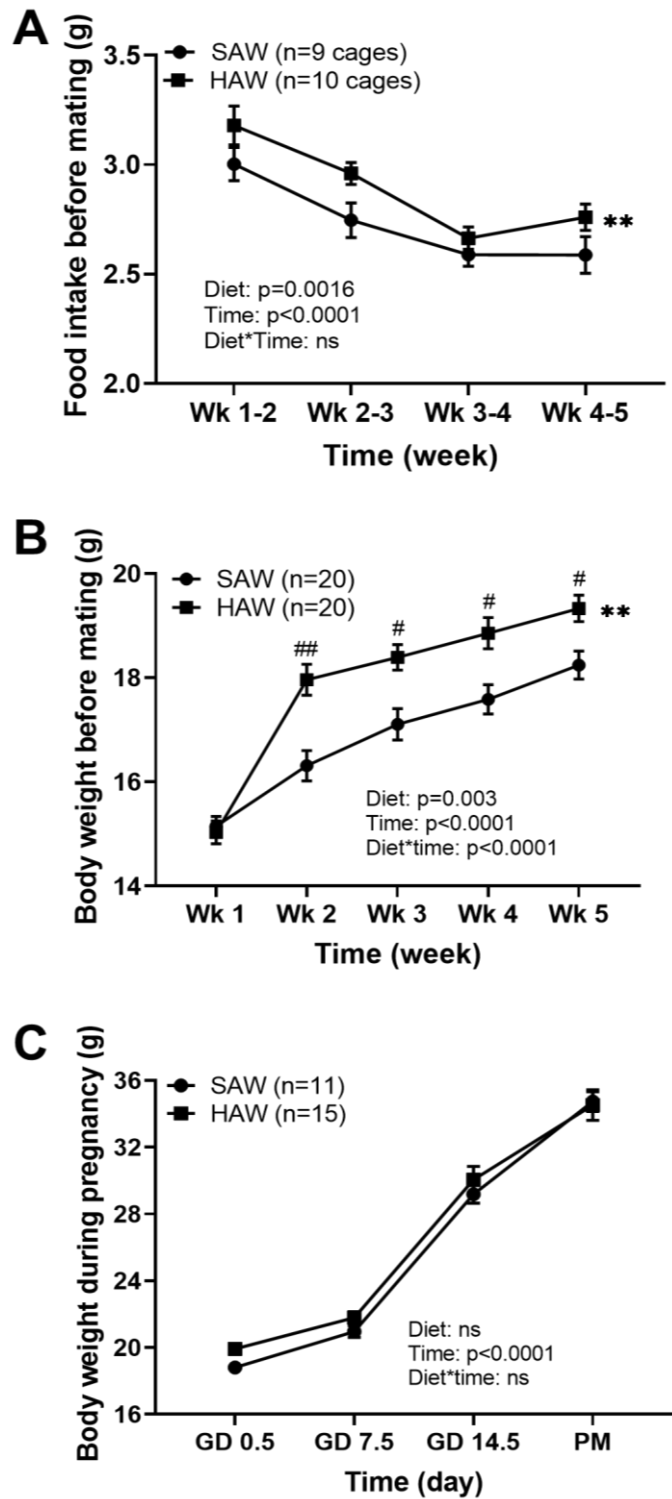 A
Food intake before mating (g)
SAW (n=9 cages)
HAW (n=10 cages)
3.5
3.0
2.5
2.0
**
Diet: p=0.0016
Time: p<0.0001
Diet*Time: ns
Wk 1-2 Wk 2-3 Wk 3-4 Wk 4-5
Time (week)
B
Body weight before mating (g)
SAW (n=20)
HAW (n=20)
20
18
16
14
## # # # **
Diet: p=0.003
Time: p<0.0001
Diet*time: p<0.0001
Wk 1 Wk 2 Wk 3 Wk 4 Wk 5
Time (week)
C
Body weight during pregnancy (g)
SAW (n=11)
HAW (n=15)
36
32
28
24
20
16
Diet: ns
Time: p<0.0001
Diet*time: ns
GD 0.5 GD 7.5 GD 14.5 PM
Time (day)